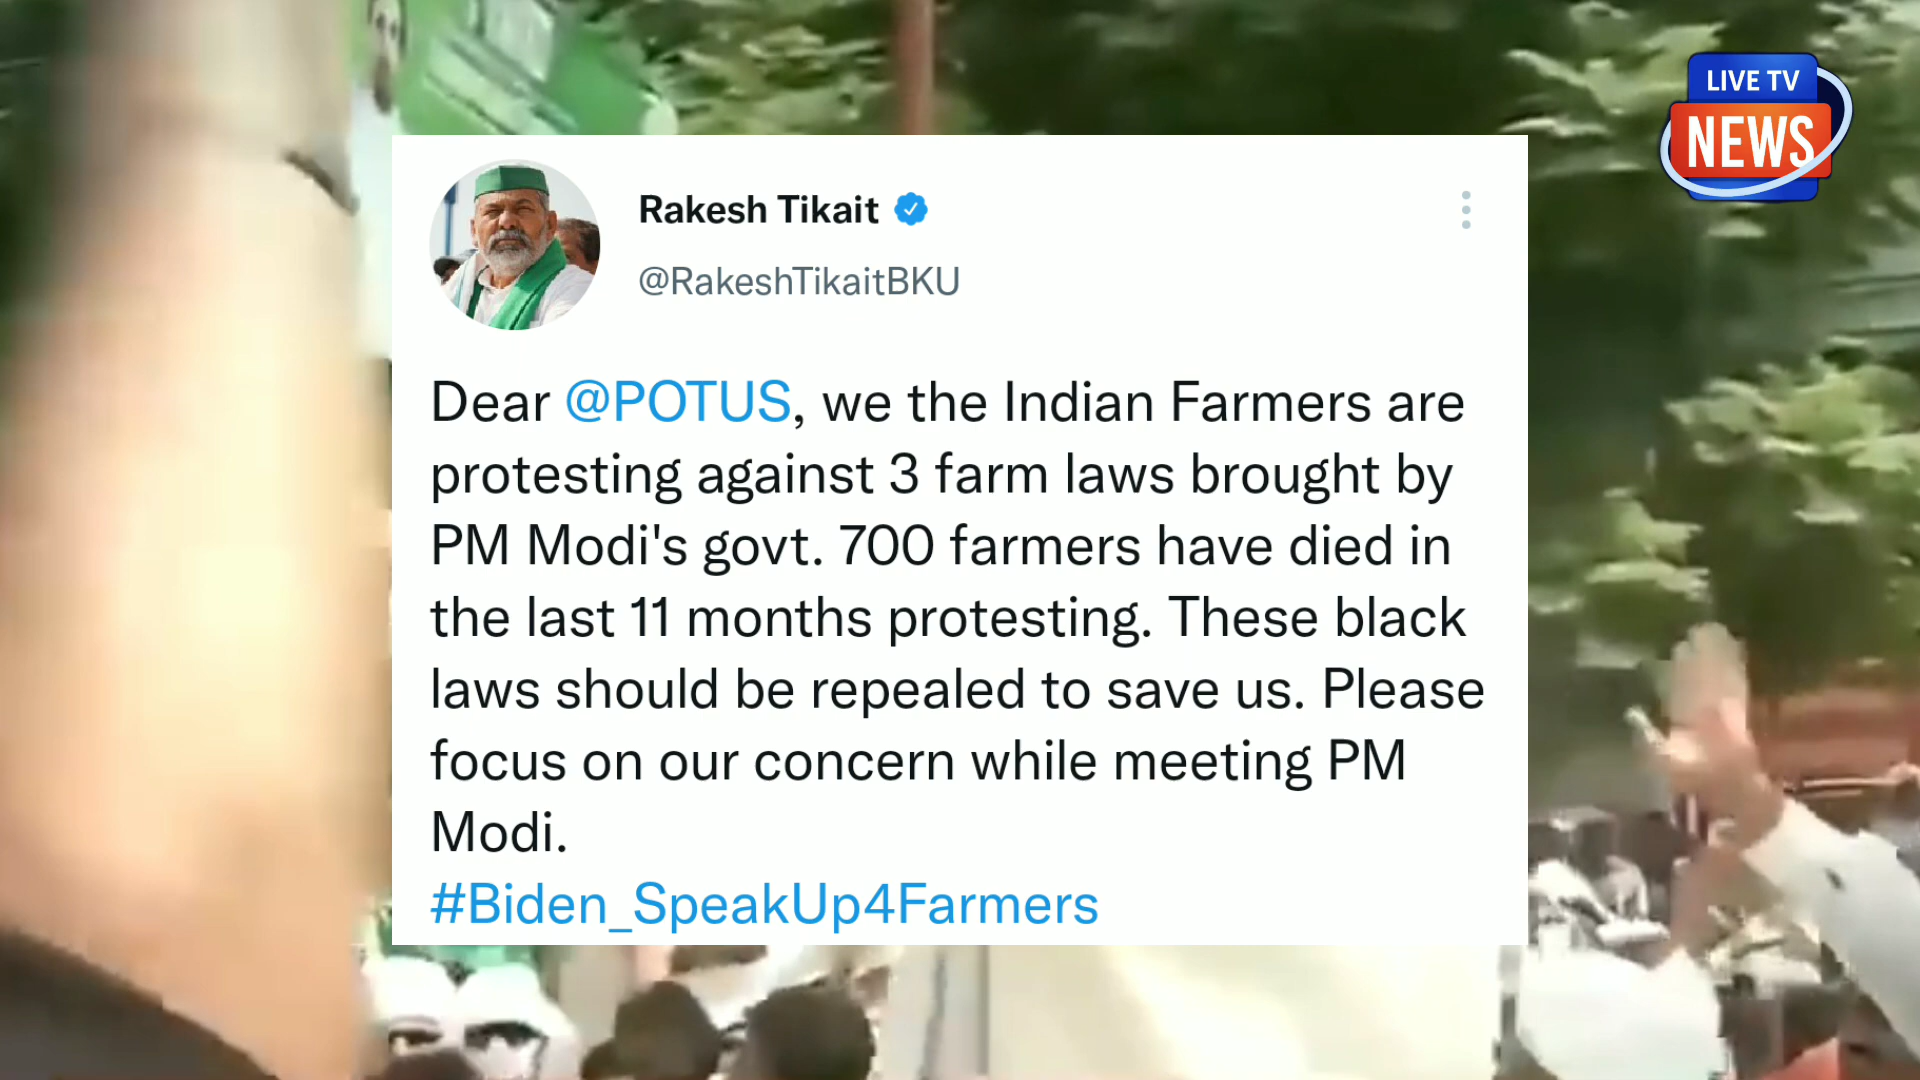 LIVE TV
NEWS
Rakesh Tikait
@RakeshTikaitBKU
Dear @POTUS, we the Indian Farmers are
protesting against 3 farm laws brought by
PM Modi's govt. 700 farmers have died in
the last 11 months protesting. These black
laws should be repealed to save us. Please
focus on our concern while meeting PM
Modi.
#Biden_SpeakUp4Farmers